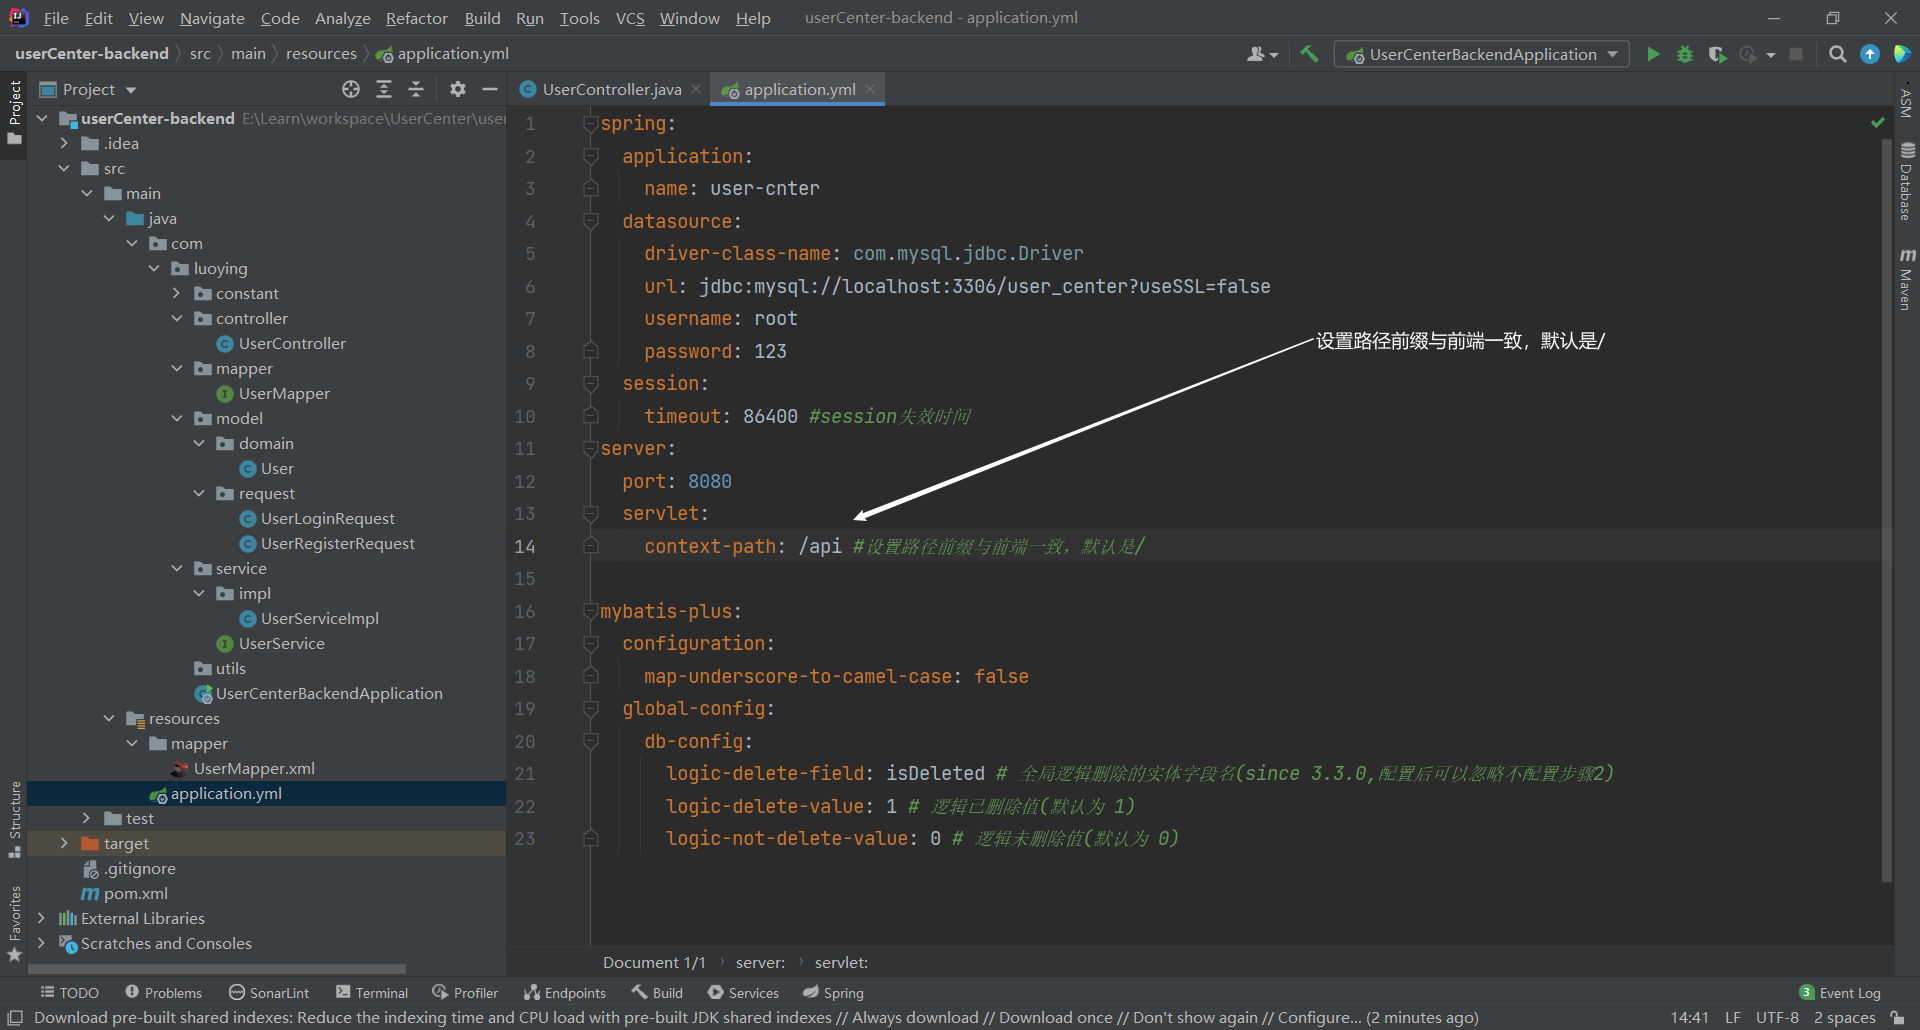 File Edit View Navigate Code Analyze Refactor Build Run Tools VCS Window Help userCenter-backend - application.yml
userCenter-backend src main resources application.yml UserCenterBackendApplication
Project UserController.java application.yml
userCenter-backend E:\Learn\workspace\UserCenter\user
.idea
src
main
java
com
luoying
constant
controller
UserController
mapper
UserMapper
model
domain
User
request
UserLoginRequest
UserRegisterRequest
service
impl
UserServiceImpl
UserService
utils
UserCenterBackendApplication
resources
mapper
UserMapper.xml
application.yml
test
target
.gitignore
pom.xml
External Libraries
Scratches and Consoles
Project
Structure
Favorites
1 spring:
2 application:
3 name: user-cnter
4 datasource:
5 driver-class-name: com.mysql.jdbc.Driver
6 url: jdbc:mysql://localhost:3306/user_center?useSSL=false
7 username: root
8 password: 123
9 session:
10 timeout: 86400 #session失效时间
11 server:
12 port: 8080
13 servlet:
14 context-path: /api #设置路径前缀与前端一致，默认是/
15
16 mybatis-plus:
17 configuration:
18 map-underscore-to-camel-case: false
19 global-config:
20 db-config:
21 logic-delete-field: isDeleted # 全局逻辑删除的实体字段名(since 3.3.0,配置后可以忽略不配置步骤2)
22 logic-delete-value: 1 # 逻辑已删除值(默认为 1)
23 logic-not-delete-value: 0 # 逻辑未删除值(默认为 0)
设置路径前缀与前端一致，默认是/
ASM
Database
m Maven
Document 1/1 server: servlet:
TODO Problems SonarLint Terminal Profiler Endpoints Build Services Spring 3 Event Log
Download pre-built shared indexes: Reduce the indexing time and CPU load with pre-built JDK shared indexes // Always download // Download once // Don't show again // Configure... (2 minutes ago) 14:41 LF UTF-8 2 spaces